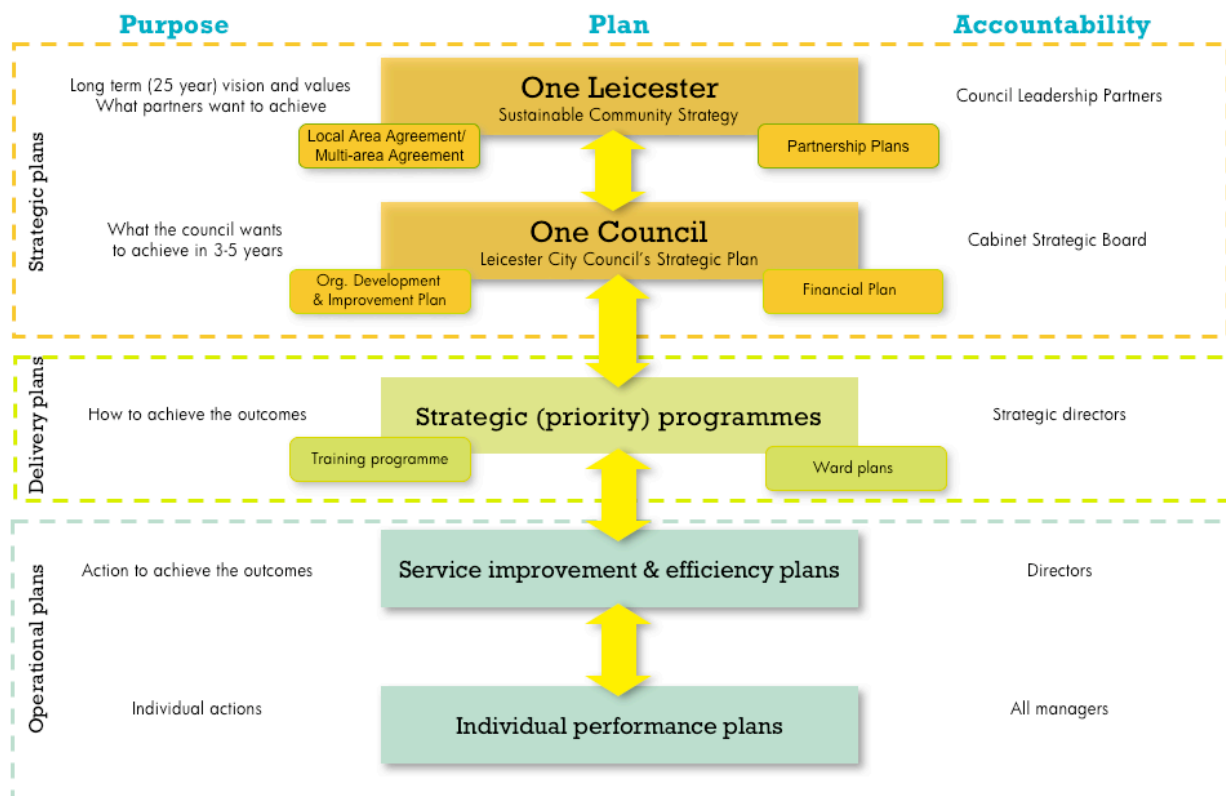 Purpose
Plan
Accountability
Strategic plans
Long term (25 year) vision and values
What partners want to achieve
One Leicester
Sustainable Community Strategy
Council Leadership Partners
Local Area Agreement/
Multi-area Agreement
Partnership Plans
What the council wants
to achieve in 3-5 years
One Council
Leicester City Council's Strategic Plan
Cabinet Strategic Board
Org. Development
& Improvement Plan
Financial Plan
Delivery plans
How to achieve the outcomes
Strategic (priority) programmes
Strategic directors
Training programme
Ward plans
Operational plans
Action to achieve the outcomes
Service improvement & efficiency plans
Directors
Individual actions
Individual performance plans
All managers